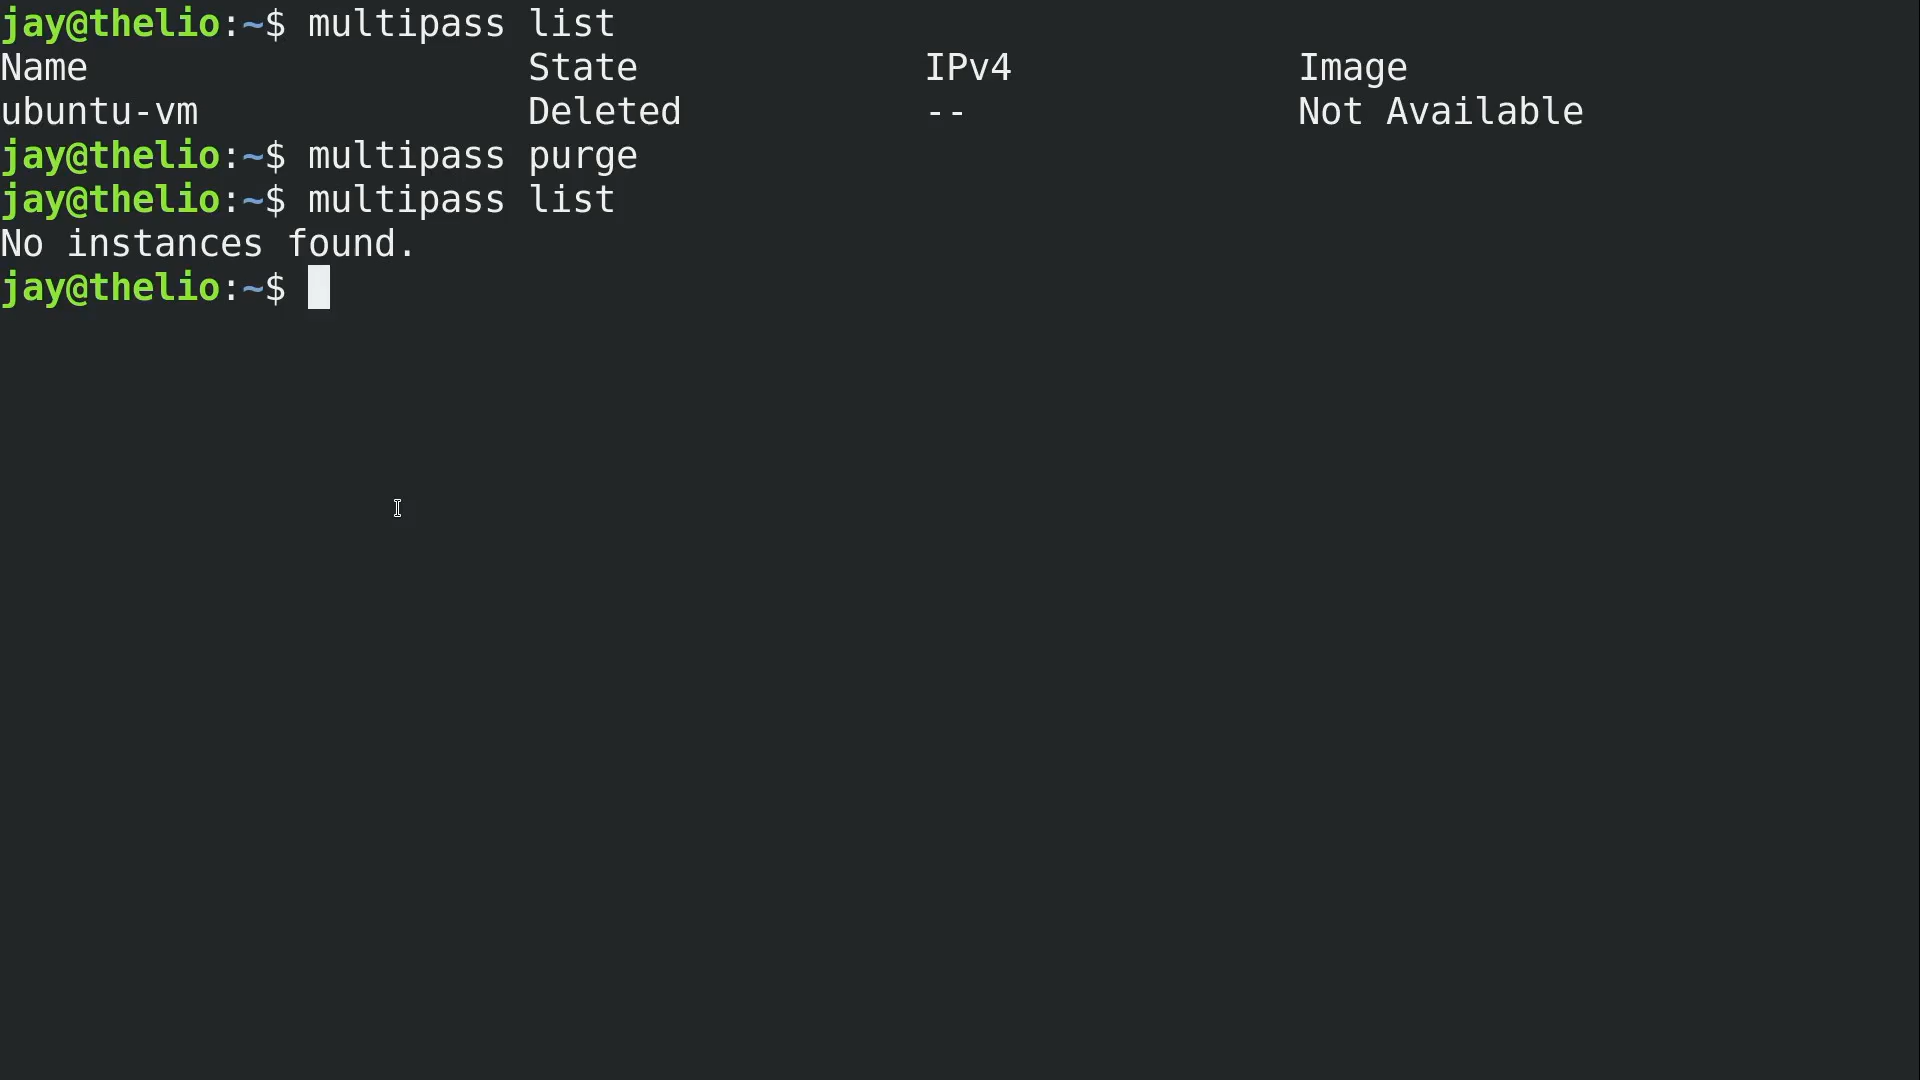 jay@thelio:~$ multipass list
Name                    State             IPv4             Image
ubuntu-vm               Deleted           --               Not Available
jay@thelio:~$ multipass purge
jay@thelio:~$ multipass list
No instances found.
jay@thelio:~$